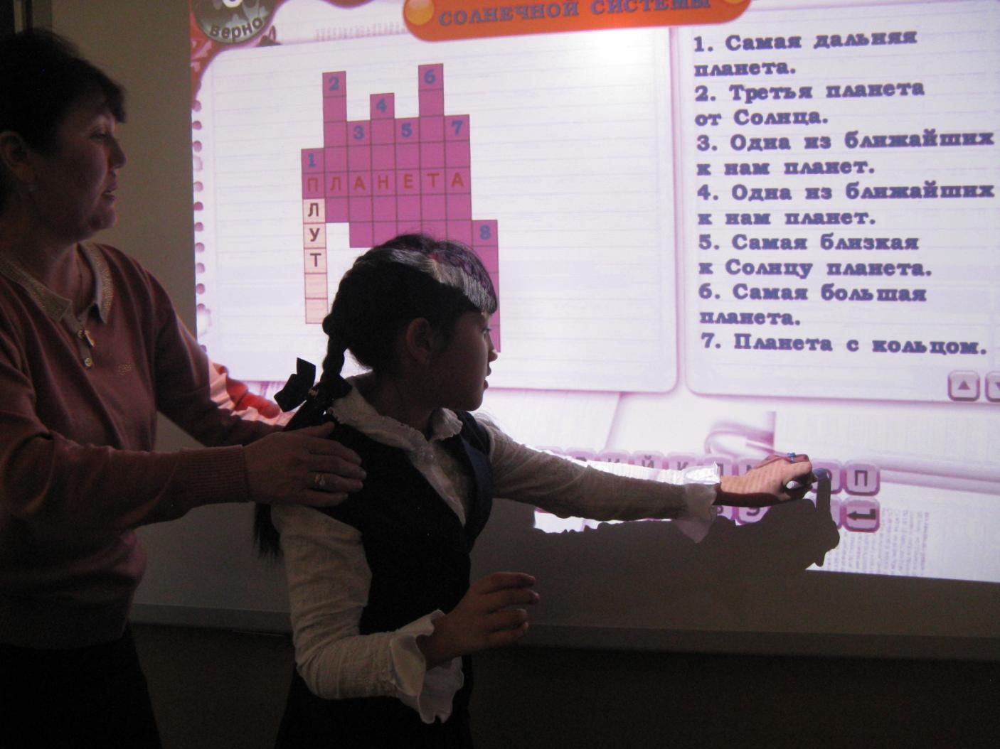 верно
СОЛНЕЧНОЙ СИСТЕМЫ
2
6
4
3
5
7
1
ПЛАНЕТА
Л
У
Т
8
1. Самая дальняя
планета.
2. Третья планета
от Солнца.
3. Одна из ближайших
к нам планет.
4. Одна из ближайших
к нам планет.
5. Самая близкая
к Солнцу планета.
6. Самая большая
планета.
7. Планета с кольцом.
И Й К Л М П